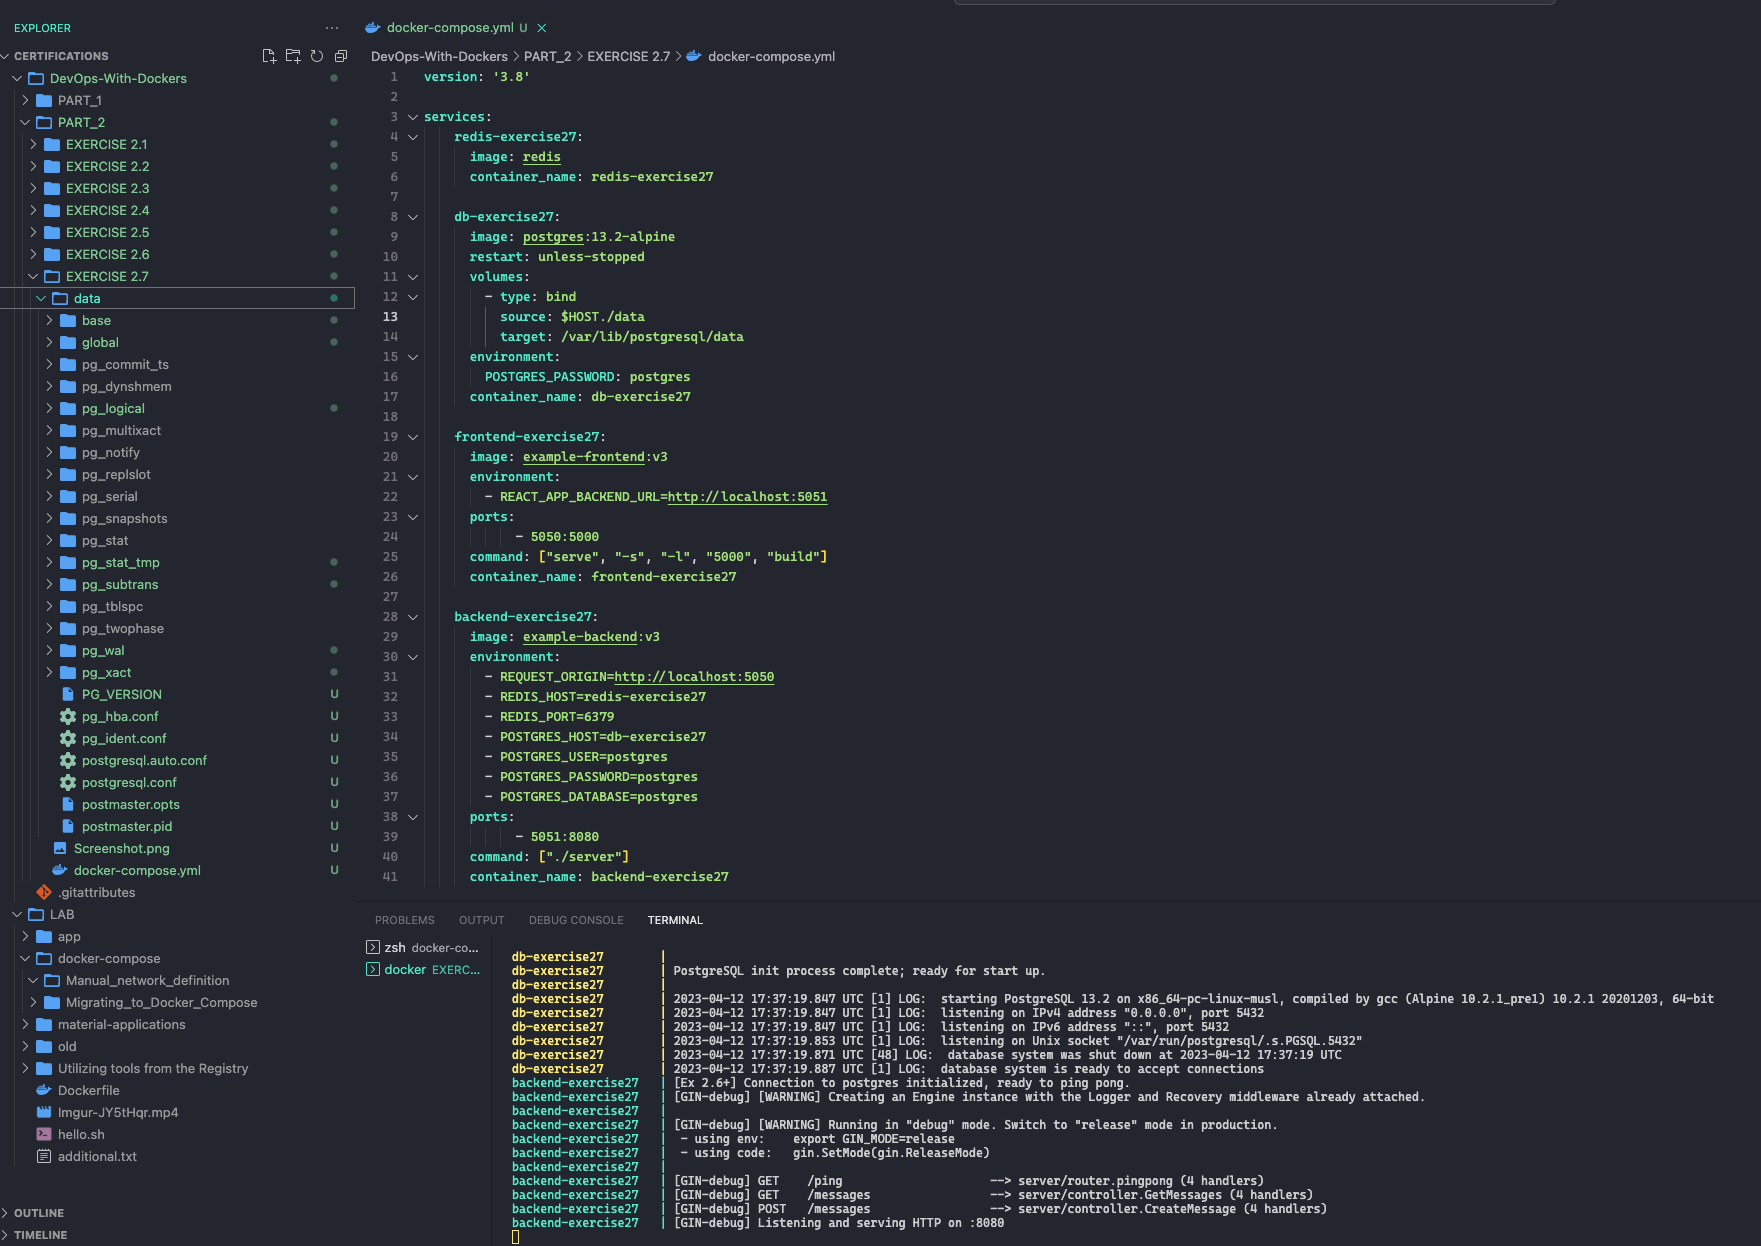 EXPLORER
CERTIFICATIONS
DevOps-With-Dockers
PART_1
PART_2
EXERCISE 2.1
EXERCISE 2.2
EXERCISE 2.3
EXERCISE 2.4
EXERCISE 2.5
EXERCISE 2.6
EXERCISE 2.7
data
base
global
pg_commit_ts
pg_dynshmem
pg_logical
pg_multixact
pg_notify
pg_replslot
pg_serial
pg_snapshots
pg_stat
pg_stat_tmp
pg_subtrans
pg_tblspc
pg_twophase
pg_wal
pg_xact
PG_VERSION U
pg_hba.conf U
pg_ident.conf U
postgresql.auto.conf U
postgresql.conf U
postmaster.opts U
postmaster.pid U
Screenshot.png U
docker-compose.yml U
.gitattributes
LAB
app
docker-compose
Manual_network_definition
Migrating_to_Docker_Compose
material-applications
old
Utilizing tools from the Registry
Dockerfile
Imgur-JY5tHqr.mp4
hello.sh
additional.txt
OUTLINE
TIMELINE
docker-compose.yml U
DevOps-With-Dockers > PART_2 > EXERCISE 2.7 > docker-compose.yml
1 version: '3.8'
2
3 services:
4 redis-exercise27:
5 image: redis
6 container_name: redis-exercise27
7
8 db-exercise27:
9 image: postgres:13.2-alpine
10 restart: unless-stopped
11 volumes:
12 - type: bind
13 source: $HOST./data
14 target: /var/lib/postgresql/data
15 environment:
16 POSTGRES_PASSWORD: postgres
17 container_name: db-exercise27
18
19 frontend-exercise27:
20 image: example-frontend:v3
21 environment:
22 - REACT_APP_BACKEND_URL=http://localhost:5051
23 ports:
24 - 5050:5000
25 command: ["serve", "-s", "-l", "5000", "build"]
26 container_name: frontend-exercise27
27
28 backend-exercise27:
29 image: example-backend:v3
30 environment:
31 - REQUEST_ORIGIN=http://localhost:5050
32 - REDIS_HOST=redis-exercise27
33 - REDIS_PORT=6379
34 - POSTGRES_HOST=db-exercise27
35 - POSTGRES_USER=postgres
36 - POSTGRES_PASSWORD=postgres
37 - POSTGRES_DATABASE=postgres
38 ports:
39 - 5051:8080
40 command: ["./server"]
41 container_name: backend-exercise27
PROBLEMS OUTPUT DEBUG CONSOLE TERMINAL
zsh docker-co...
docker EXERC...
db-exercise27 |
db-exercise27 | PostgreSQL init process complete; ready for start up.
db-exercise27 |
db-exercise27 | 2023-04-12 17:37:19.847 UTC [1] LOG: starting PostgreSQL 13.2 on x86_64-pc-linux-musl, compiled by gcc (Alpine 10.2.1_pre1) 10.2.1 20201203, 64-bit
db-exercise27 | 2023-04-12 17:37:19.847 UTC [1] LOG: listening on IPv4 address "0.0.0.0", port 5432
db-exercise27 | 2023-04-12 17:37:19.847 UTC [1] LOG: listening on IPv6 address "::", port 5432
db-exercise27 | 2023-04-12 17:37:19.853 UTC [1] LOG: listening on Unix socket "/var/run/postgresql/.s.PGSQL.5432"
db-exercise27 | 2023-04-12 17:37:19.871 UTC [48] LOG: database system was shut down at 2023-04-12 17:37:19 UTC
db-exercise27 | 2023-04-12 17:37:19.887 UTC [1] LOG: database system is ready to accept connections
backend-exercise27 | [Ex 2.6+] Connection to postgres initialized, ready to ping pong.
backend-exercise27 | [GIN-debug] [WARNING] Creating an Engine instance with the Logger and Recovery middleware already attached.
backend-exercise27 |
backend-exercise27 | [GIN-debug] [WARNING] Running in "debug" mode. Switch to "release" mode in production.
backend-exercise27 | - using env: export GIN_MODE=release
backend-exercise27 | - using code: gin.SetMode(gin.ReleaseMode)
backend-exercise27 |
backend-exercise27 | [GIN-debug] GET /ping --> server/router.pingpong (4 handlers)
backend-exercise27 | [GIN-debug] GET /messages --> server/controller.GetMessages (4 handlers)
backend-exercise27 | [GIN-debug] POST /messages --> server/controller.CreateMessage (4 handlers)
backend-exercise27 | [GIN-debug] Listening and serving HTTP on :8080